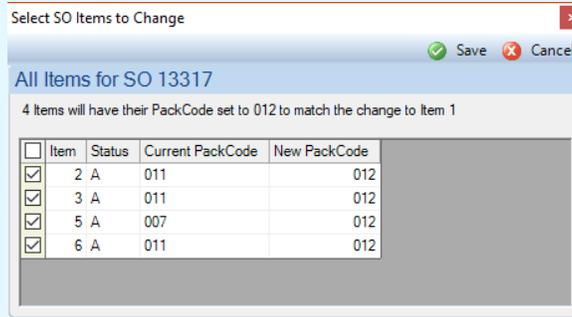 Select SO Items to Change
Save Cance
All Items for SO 13317
4 Items will have their PackCode set to 012 to match the change to Item 1
Item Status Current PackCode New PackCode
2 A 011 012
3 A 011 012
5 A 007 012
6 A 011 012